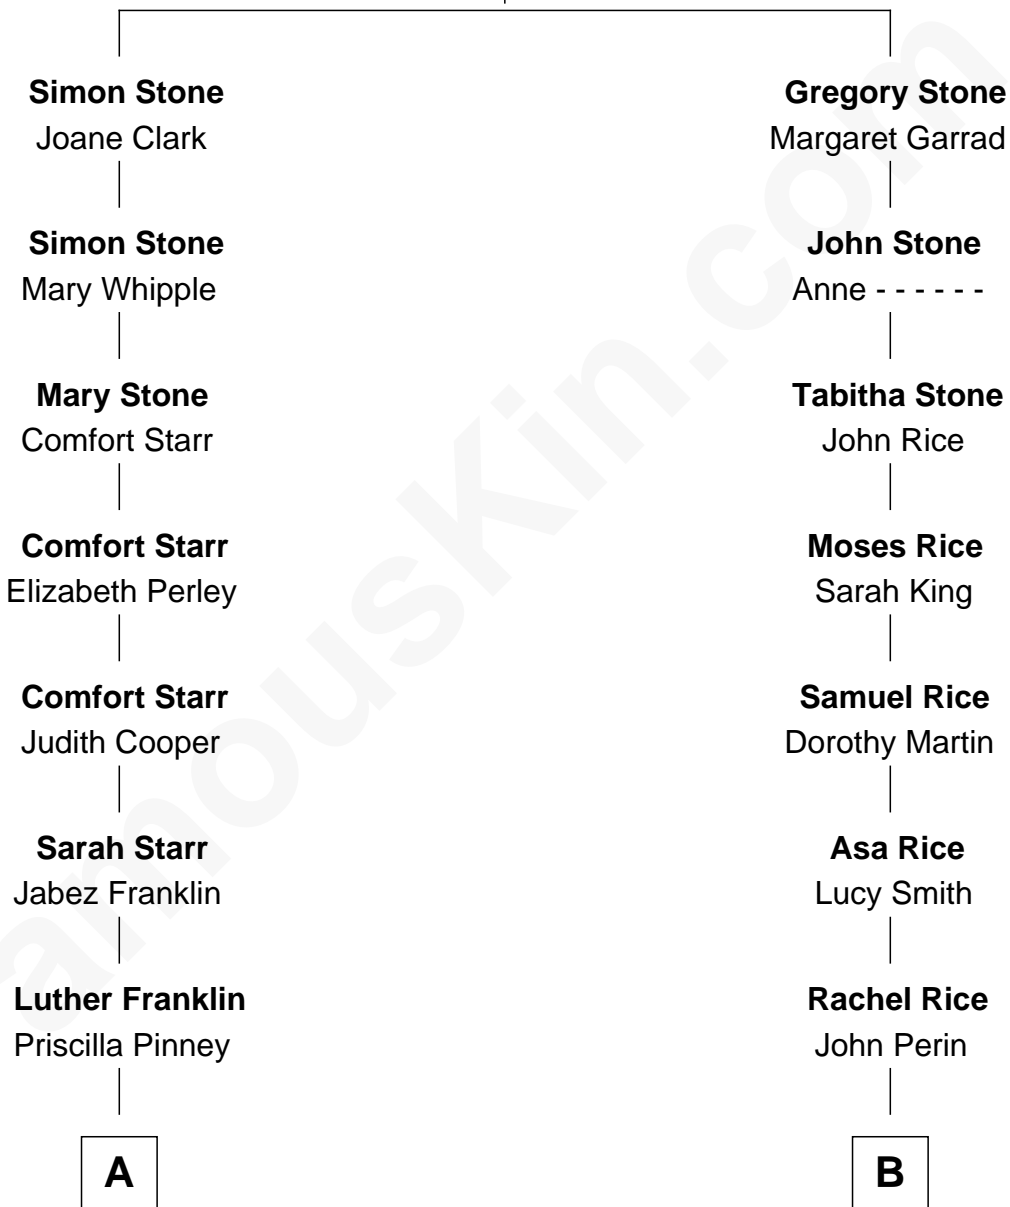 Simon Stone
Joane Clark
Simon Stone
Mary Whipple
Mary Stone
Comfort Starr
Comfort Starr
Elizabeth Perley
Comfort Starr
Judith Cooper
Sarah Starr
Jabez Franklin
Luther Franklin
Priscilla Pinney
A
Gregory Stone
Margaret Garrad
John Stone
Anne - - - - - -
Tabitha Stone
John Rice
Moses Rice
Sarah King
Samuel Rice
Dorothy Martin
Asa Rice
Lucy Smith
Rachel Rice
John Perin
B
amouskin.com